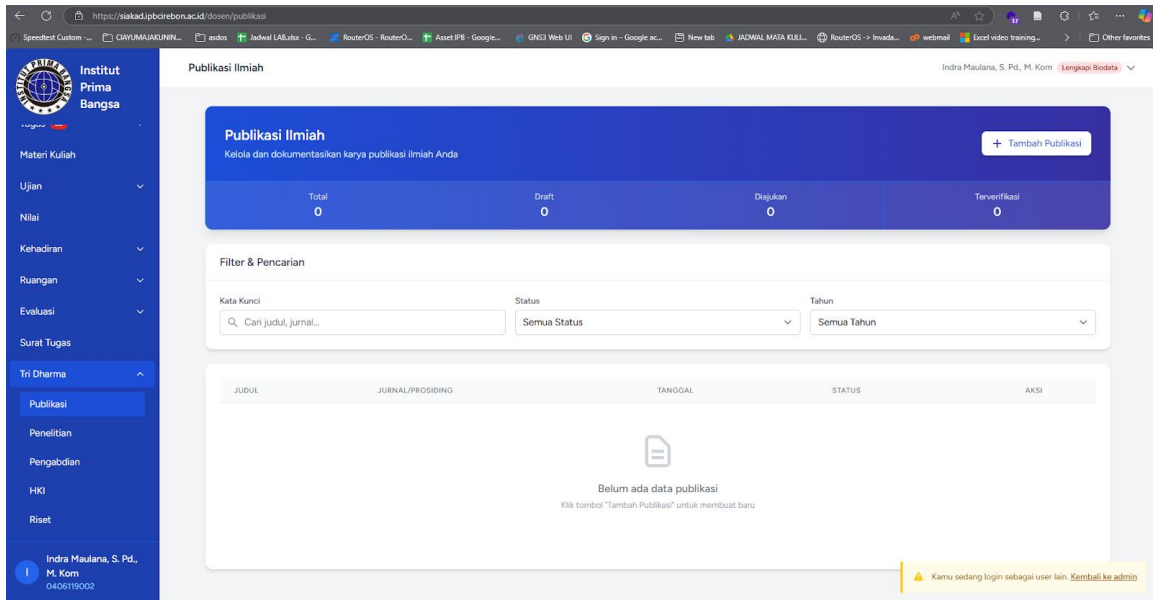 https://siakad.ipbcirebon.ac.id/dosen/publikasi
Speedtest Custom -... CIAYUMAJAKUNIN... asdos Jadwal LAB.xlsx - G... RouterOS - RouterO... Asset IPB - Google... GNS3 Web UI Sign in – Google ac... New tab JADWAL MATA KULI... RouterOS -> Invada... webmail Excel video training... Other favorites
Institut
Prima
Bangsa
Publikasi Ilmiah
Indra Maulana, S. Pd., M. Kom Lengkapi Biodata
Tugas
Materi Kuliah
Ujian
Nilai
Kehadiran
Ruangan
Evaluasi
Surat Tugas
Tri Dharma
Publikasi
Penelitian
Pengabdian
HKI
Riset
Indra Maulana, S. Pd.,
M. Kom
0406119002
I
Publikasi Ilmiah
Kelola dan dokumentasikan karya publikasi ilmiah Anda
+ Tambah Publikasi
Total Draft Diajukan Terverifikasi
0 0 0 0
Filter & Pencarian
Kata Kunci Status Tahun
Cari judul, jurnal... Semua Status Semua Tahun
JUDUL JURNAL/PROSIDING TANGGAL STATUS AKSI
Belum ada data publikasi
Klik tombol "Tambah Publikasi" untuk membuat baru
Kamu sedang login sebagai user lain. Kembali ke admin